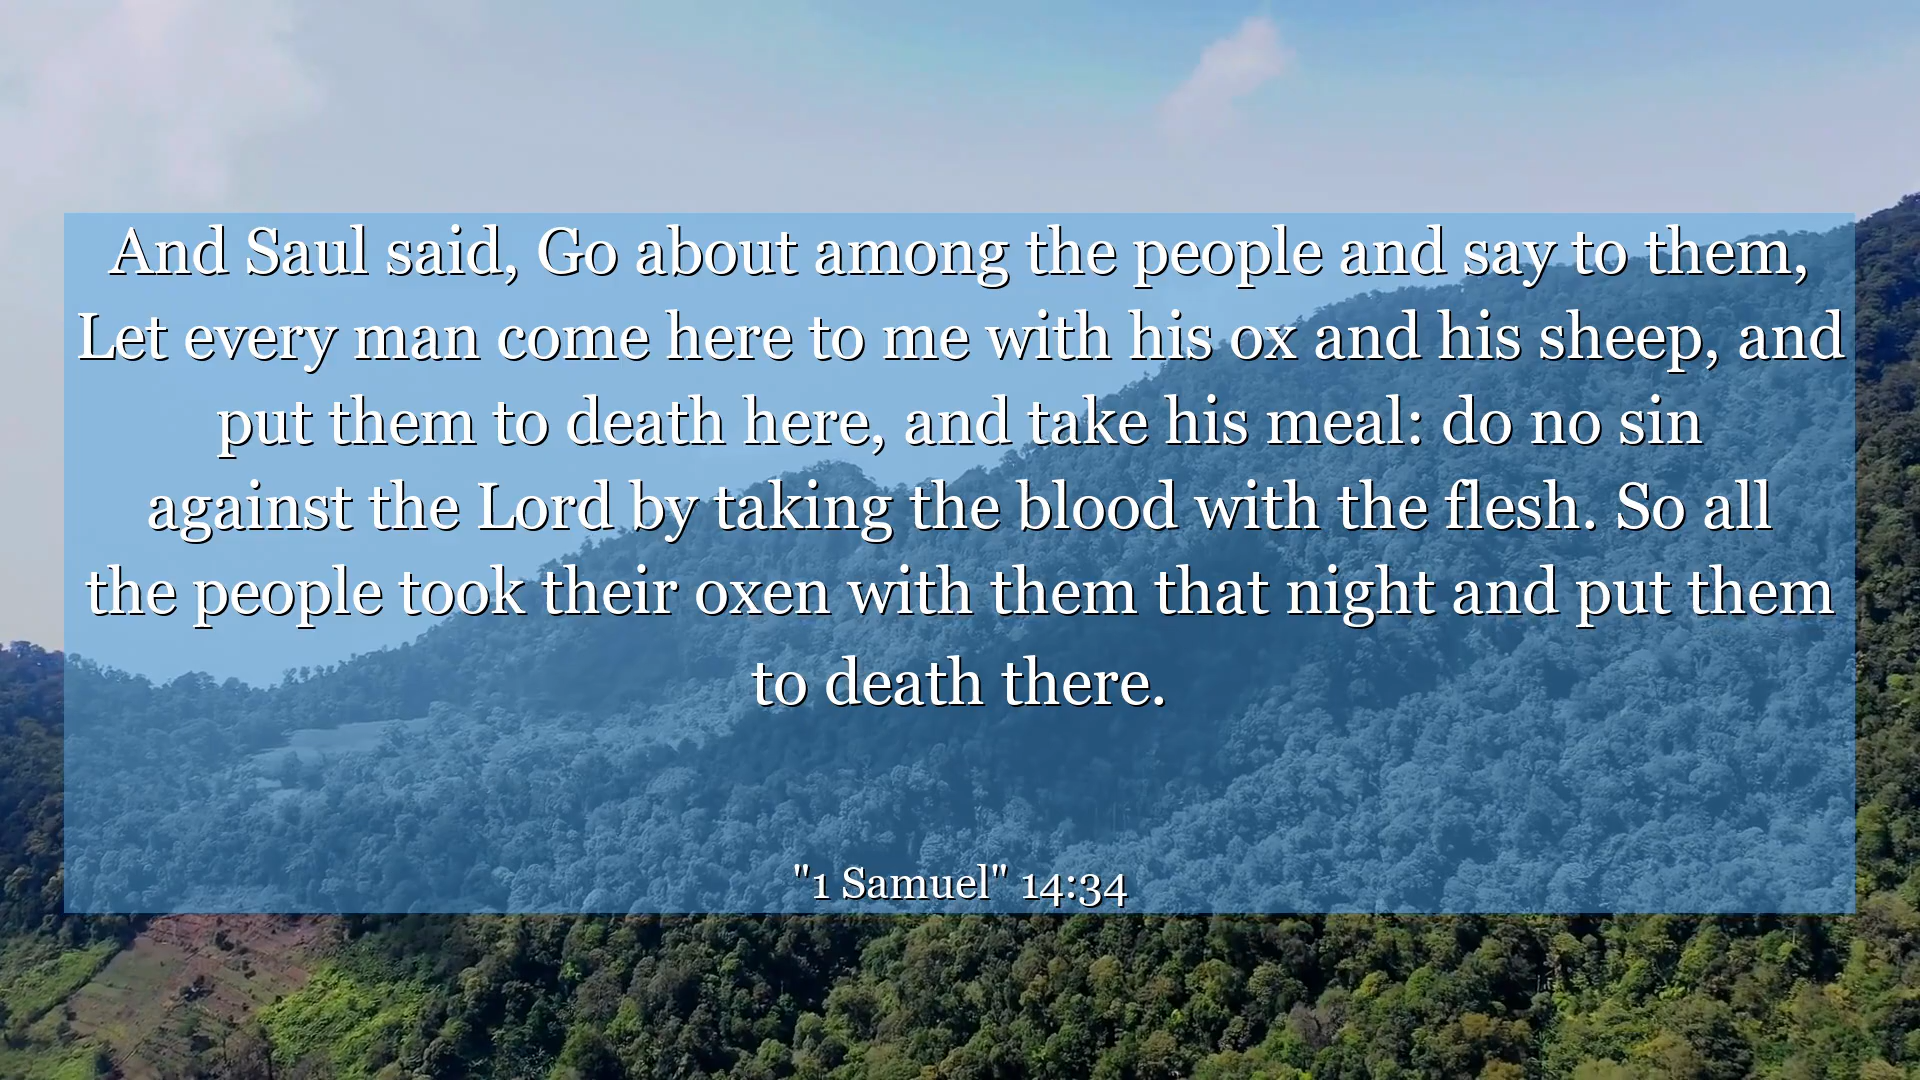 And Saul said, Go about among the people and say to them,
Let every man come here to me with his ox and his sheep, and
put them to death here, and take his meal: do no sin
against the Lord by taking the blood with the flesh. So all
the people took their oxen with them that night and put them
to death there.
"1 Samuel" 14:34